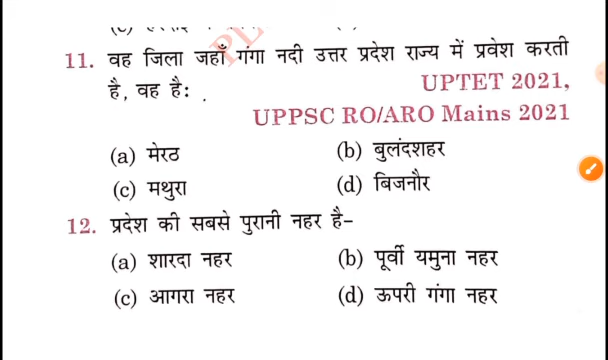 11. वह जिला जहाँ गंगा नदी उत्तर प्रदेश राज्य में प्रवेश करती
है, वह है:
UPTET 2021,
UPPSC RO/ARO Mains 2021
(a) मेरठ (b) बुलंदशहर
(c) मथुरा (d) बिजनौर
12. प्रदेश की सबसे पुरानी नहर है–
(a) शारदा नहर (b) पूर्वी यमुना नहर
(c) आगरा नहर (d) ऊपरी गंगा नहर